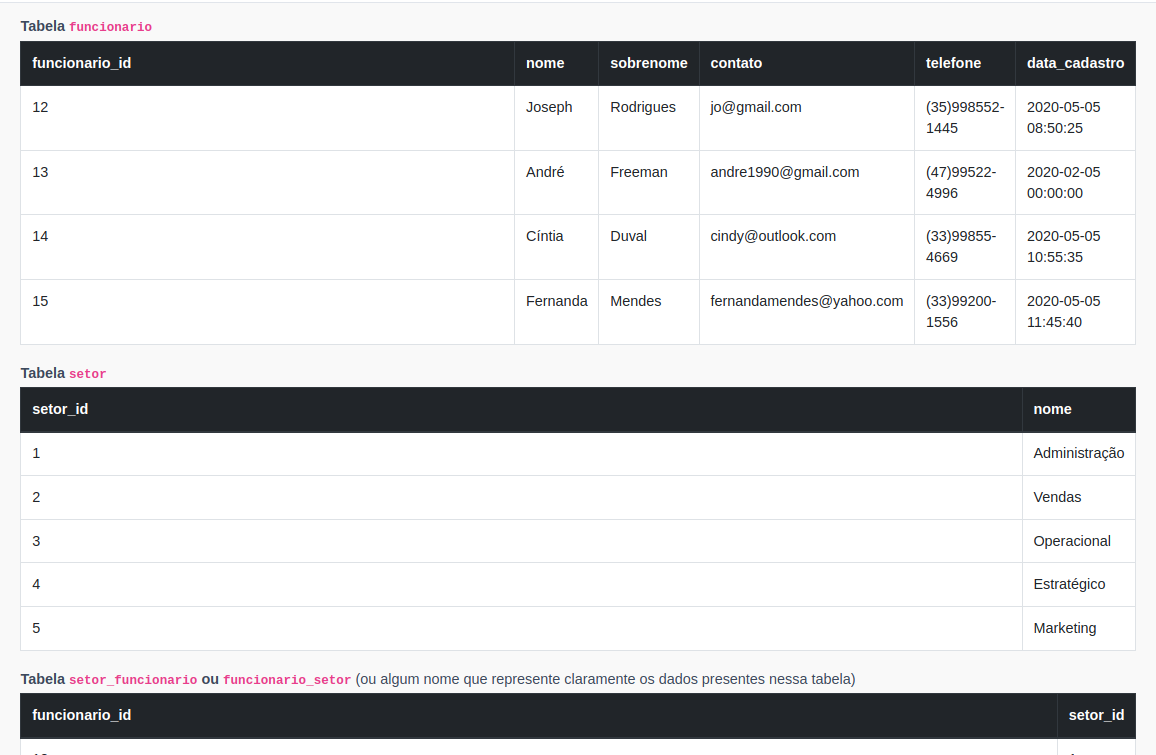 Tabela funcionario
funcionario_id nome sobrenome contato telefone data_cadastro
12 Joseph Rodrigues jo@gmail.com (35)998552- 2020-05-05
1445 08:50:25
13 André Freeman andre1990@gmail.com (47)99522- 2020-02-05
4996 00:00:00
14 Cíntia Duval cindy@outlook.com (33)99855- 2020-05-05
4669 10:55:35
15 Fernanda Mendes fernandamendes@yahoo.com (33)99200- 2020-05-05
1556 11:45:40
Tabela setor
setor_id nome
1 Administração
2 Vendas
3 Operacional
4 Estratégico
5 Marketing
Tabela setor_funcionario ou funcionario_setor (ou algum nome que represente claramente os dados presentes nessa tabela)
funcionario_id setor_id